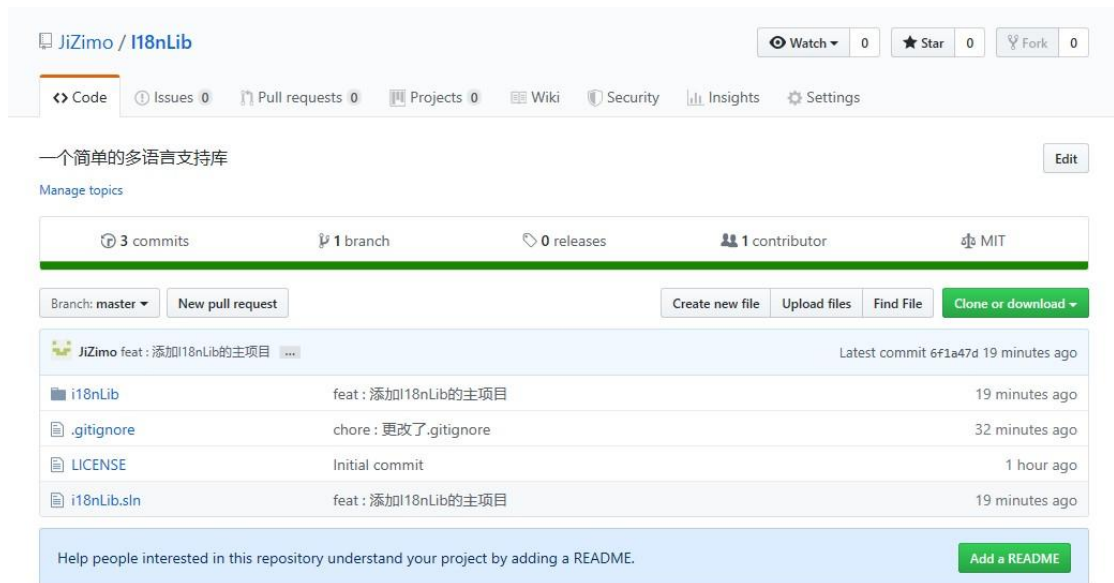 JiZimo / I18nLib Watch 0 Star 0 Fork 0
Code Issues 0 Pull requests 0 Projects 0 Wiki Security Insights Settings
一个简单的多语言支持库 Edit
Manage topics
3 commits 1 branch 0 releases 1 contributor MIT
Branch: master New pull request Create new file Upload files Find File Clone or download
JiZimo feat : 添加I18nLib的主项目 ... Latest commit 6f1a47d 19 minutes ago
i18nLib feat : 添加I18nLib的主项目 19 minutes ago
.gitignore chore : 更改了.gitignore 32 minutes ago
LICENSE Initial commit 1 hour ago
i18nLib.sln feat : 添加I18nLib的主项目 19 minutes ago
Help people interested in this repository understand your project by adding a README. Add a README